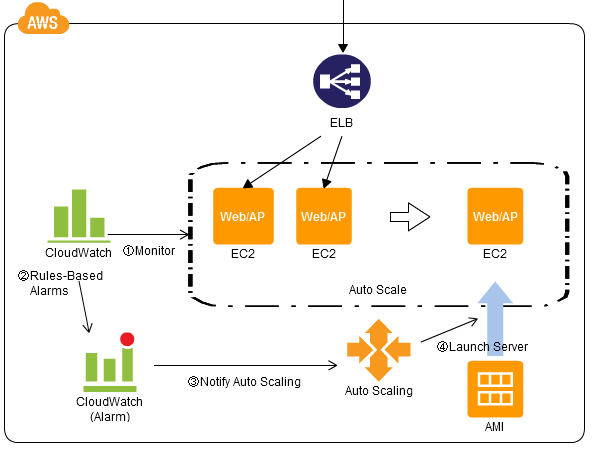 AWS
ELB
Web/AP
Web/AP
Web/AP
EC2
EC2
EC2
CloudWatch
①Monitor
②Rules-Based
Alarms
Auto Scale
④Launch Server
③Notify Auto Scaling
Auto Scaling
CloudWatch
(Alarm)
AMI